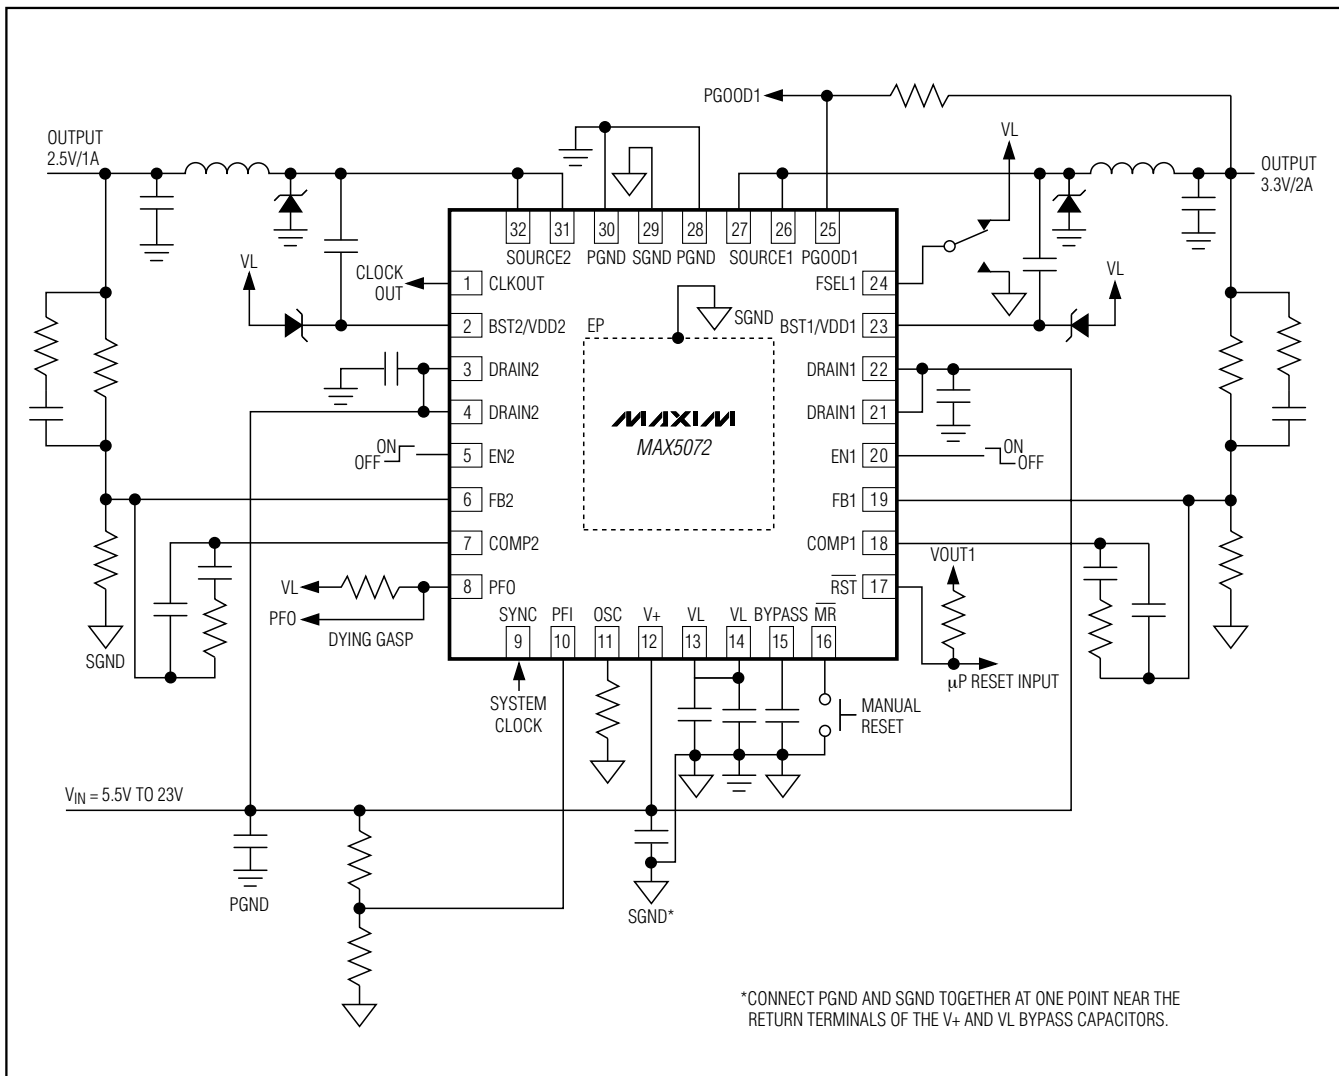 PGOOD1
OUTPUT
2.5V/1A
VL
OUTPUT
3.3V/2A
32 31 30 29 28 27 26 25
SOURCE2 PGND SGND PGND SOURCE1 PGOOD1
VL
CLOCK
OUT
1 CLKOUT
FSEL1 24
VL
SGND
2 BST2/VDD2
EP
BST1/VDD1 23
3 DRAIN2
DRAIN1 22
4 DRAIN2
MAXIM
MAX5072
DRAIN1 21
ON
OFF
5 EN2
EN1 20
ON
OFF
6 FB2
FB1 19
7 COMP2
COMP1 18
VOUT1
VL
8 PFO
RST 17
PFO
DYING GASP
SYNC PFI OSC V+ VL VL BYPASS MR
9 10 11 12 13 14 15 16
SGND
µP RESET INPUT
SYSTEM
CLOCK
MANUAL
RESET
VIN = 5.5V TO 23V
PGND
SGND*
*CONNECT PGND AND SGND TOGETHER AT ONE POINT NEAR THE
RETURN TERMINALS OF THE V+ AND VL BYPASS CAPACITORS.